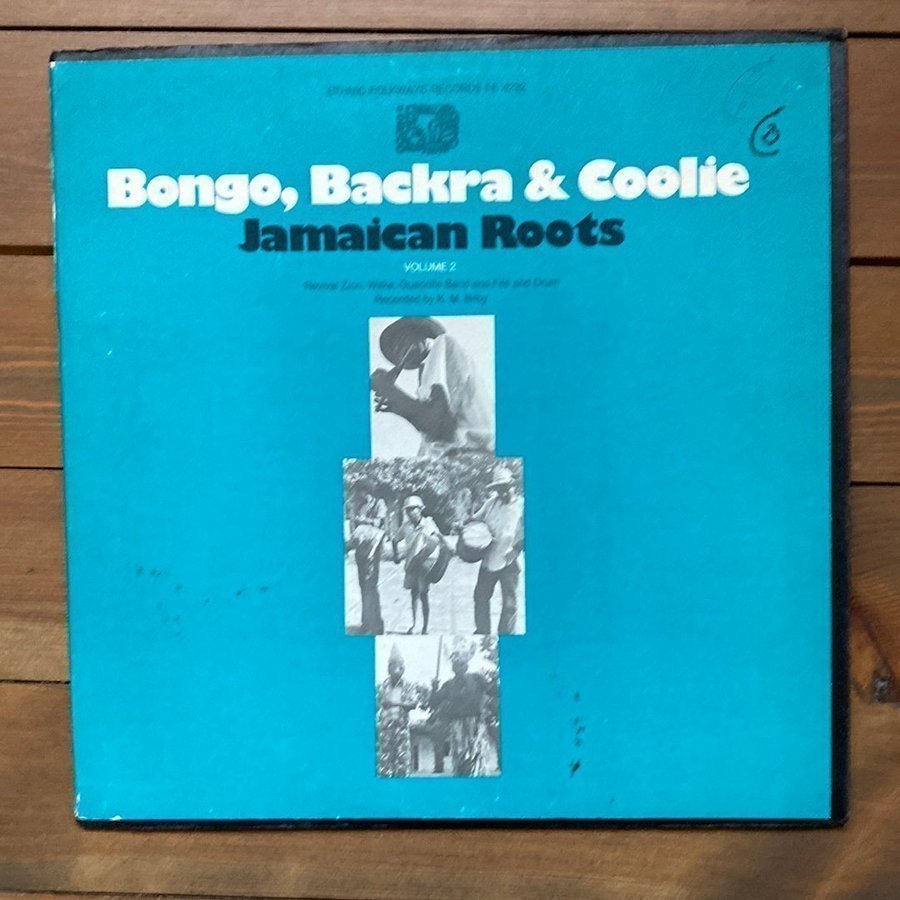 ETHNIC FOLKWAYS RECORDS FE 4232
Bongo, Backra & Coolie
Jamaican Roots
VOLUME 2
Revival Zion, Wake, Quadrille Band and Fife and Drum
Recorded by K. M. Bilby